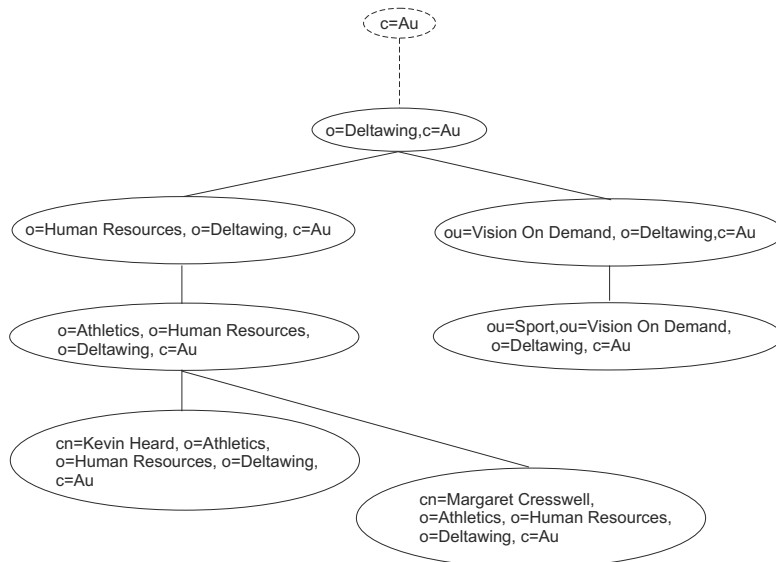 c=Au
o=Deltawing,c=Au
o=Human Resources, o=Deltawing, c=Au
ou=Vision On Demand, o=Deltawing,c=Au
o=Athletics, o=Human Resources,
o=Deltawing, c=Au
ou=Sport,ou=Vision On Demand,
o=Deltawing, c=Au
cn=Kevin Heard, o=Athletics,
o=Human Resources, o=Deltawing,
c=Au
cn=Margaret Cresswell,
o=Athletics, o=Human Resources,
o=Deltawing, c=Au